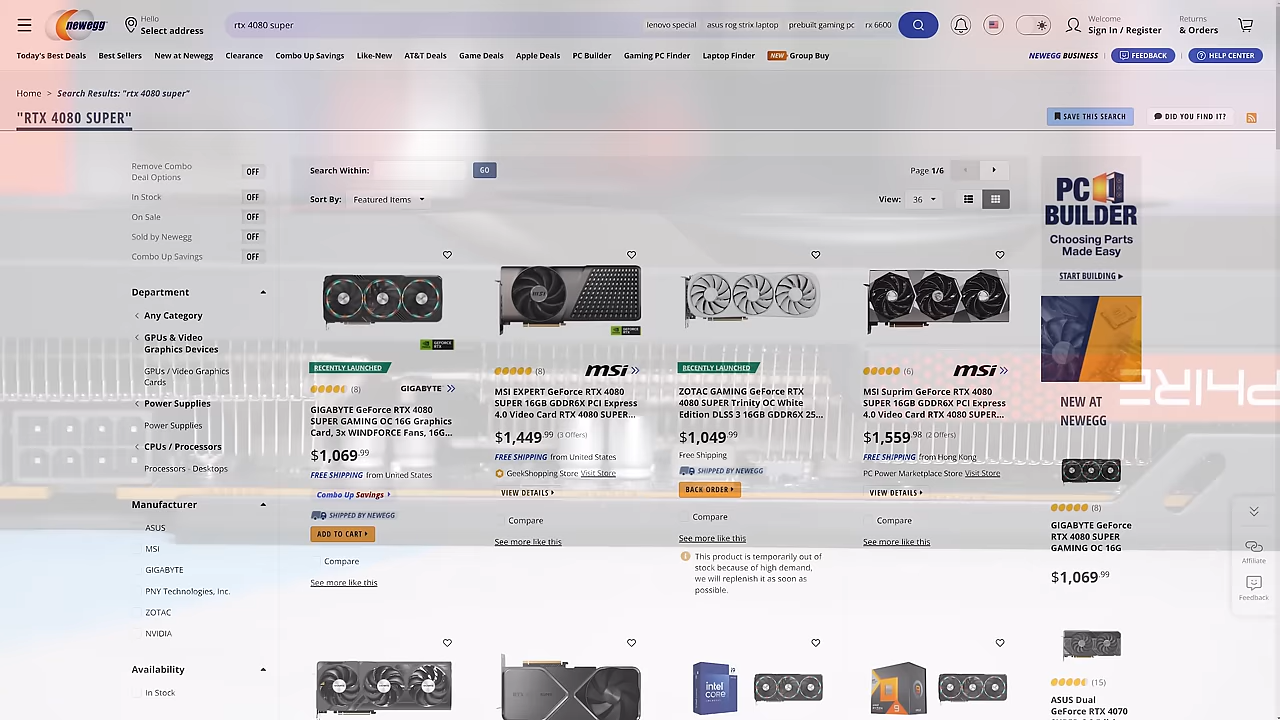 newegg
Hello
Select address
rtx 4080 super
lenovo special
asus rog strix laptop
prebuilt gaming pc
rx 6600
Welcome
Sign In / Register
Returns
& Orders
Today's Best Deals
Best Sellers
New at Newegg
Clearance
Combo Up Savings
Like-New
AT&T Deals
Game Deals
Apple Deals
PC Builder
Gaming PC Finder
Laptop Finder
NEW Group Buy
NEWEGG BUSINESS
FEEDBACK
HELP CENTER
Home > Search Results: "rtx 4080 super"
"RTX 4080 SUPER"
SAVE THIS SEARCH
DID YOU FIND IT?
Remove Combo
Deal Options
OFF
In Stock
OFF
On Sale
OFF
Sold by Newegg
OFF
Combo Up Savings
OFF
Department
Any Category
GPUs & Video
Graphics Devices
GPUs / Video Graphics
Cards
Power Supplies
Power Supplies
CPUs / Processors
Processors - Desktops
Manufacturer
ASUS
MSI
GIGABYTE
PNY Technologies, Inc.
ZOTAC
NVIDIA
Availability
In Stock
Search Within:
GO
Page 1/6
Sort By: Featured Items
View: 36
RECENTLY LAUNCHED
(8)
GIGABYTE
GIGABYTE GeForce RTX 4080
SUPER GAMING OC 16G Graphics
Card, 3x WINDFORCE Fans, 16G...
$1,069.99
FREE SHIPPING from United States
Combo Up Savings
SHIPPED BY NEWEGG
ADD TO CART
Compare
See more like this
(8)
msi
MSI EXPERT GeForce RTX 4080
SUPER 16GB GDDR6X PCI Express
4.0 Video Card RTX 4080 SUPER...
$1,449.99 (3 Offers)
FREE SHIPPING from United States
GeekShopping Store Visit Store
VIEW DETAILS
Compare
See more like this
RECENTLY LAUNCHED
ZOTAC GAMING GeForce RTX
4080 SUPER Trinity OC White
Edition DLSS 3 16GB GDDR6X 25...
$1,049.99
Free Shipping
SHIPPED BY NEWEGG
BACK ORDER
Compare
See more like this
This product is temporarily out of
stock because of high demand,
we will replenish it as soon as
possible.
(6)
msi
MSI Suprim GeForce RTX 4080
SUPER 16GB GDDR6X PCI Express
4.0 Video Card RTX 4080 SUPER...
$1,559.98 (2 Offers)
FREE SHIPPING from Hong Kong
PC Power Marketplace Store Visit Store
VIEW DETAILS
Compare
See more like this
intel
CORE
i9
9
PC
BUILDER
Choosing Parts
Made Easy
START BUILDING
NEW AT
NEWEGG
(8)
GIGABYTE GeForce
RTX 4080 SUPER
GAMING OC 16G
$1,069.99
(15)
ASUS Dual
GeForce RTX 4070
Affiliate
Feedback